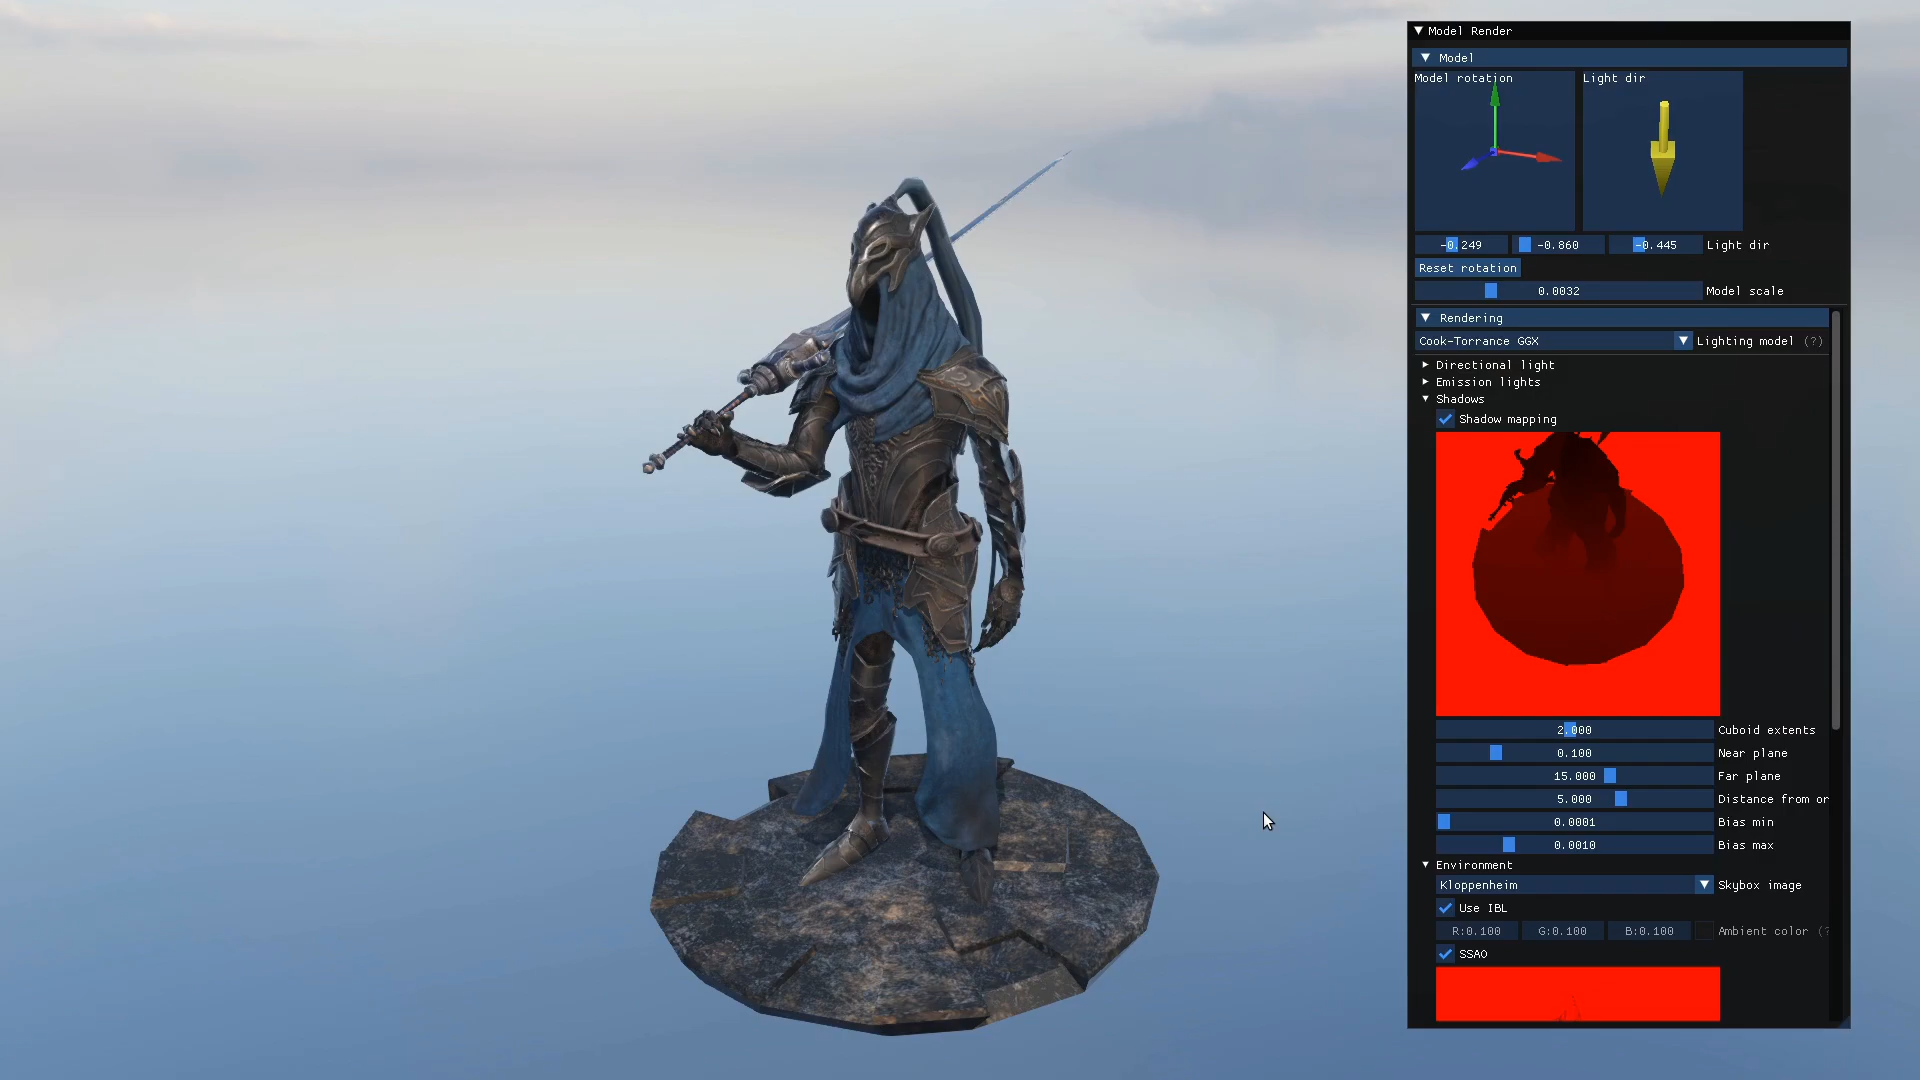 Model Render
Model
Model rotation
Light dir
-0.249 -0.860 -0.445 Light dir
Reset rotation
0.0032 Model scale
Rendering
Cook-Torrance GGX Lighting model (?)
Directional light
Emission lights
Shadows
Shadow mapping
2.000 Cuboid extents
0.100 Near plane
15.000 Far plane
5.000 Distance from or
0.0001 Bias min
0.0010 Bias max
Environment
Kloppenheim Skybox image
Use IBL
R:0.100 G:0.100 B:0.100 Ambient color (?
SSAO